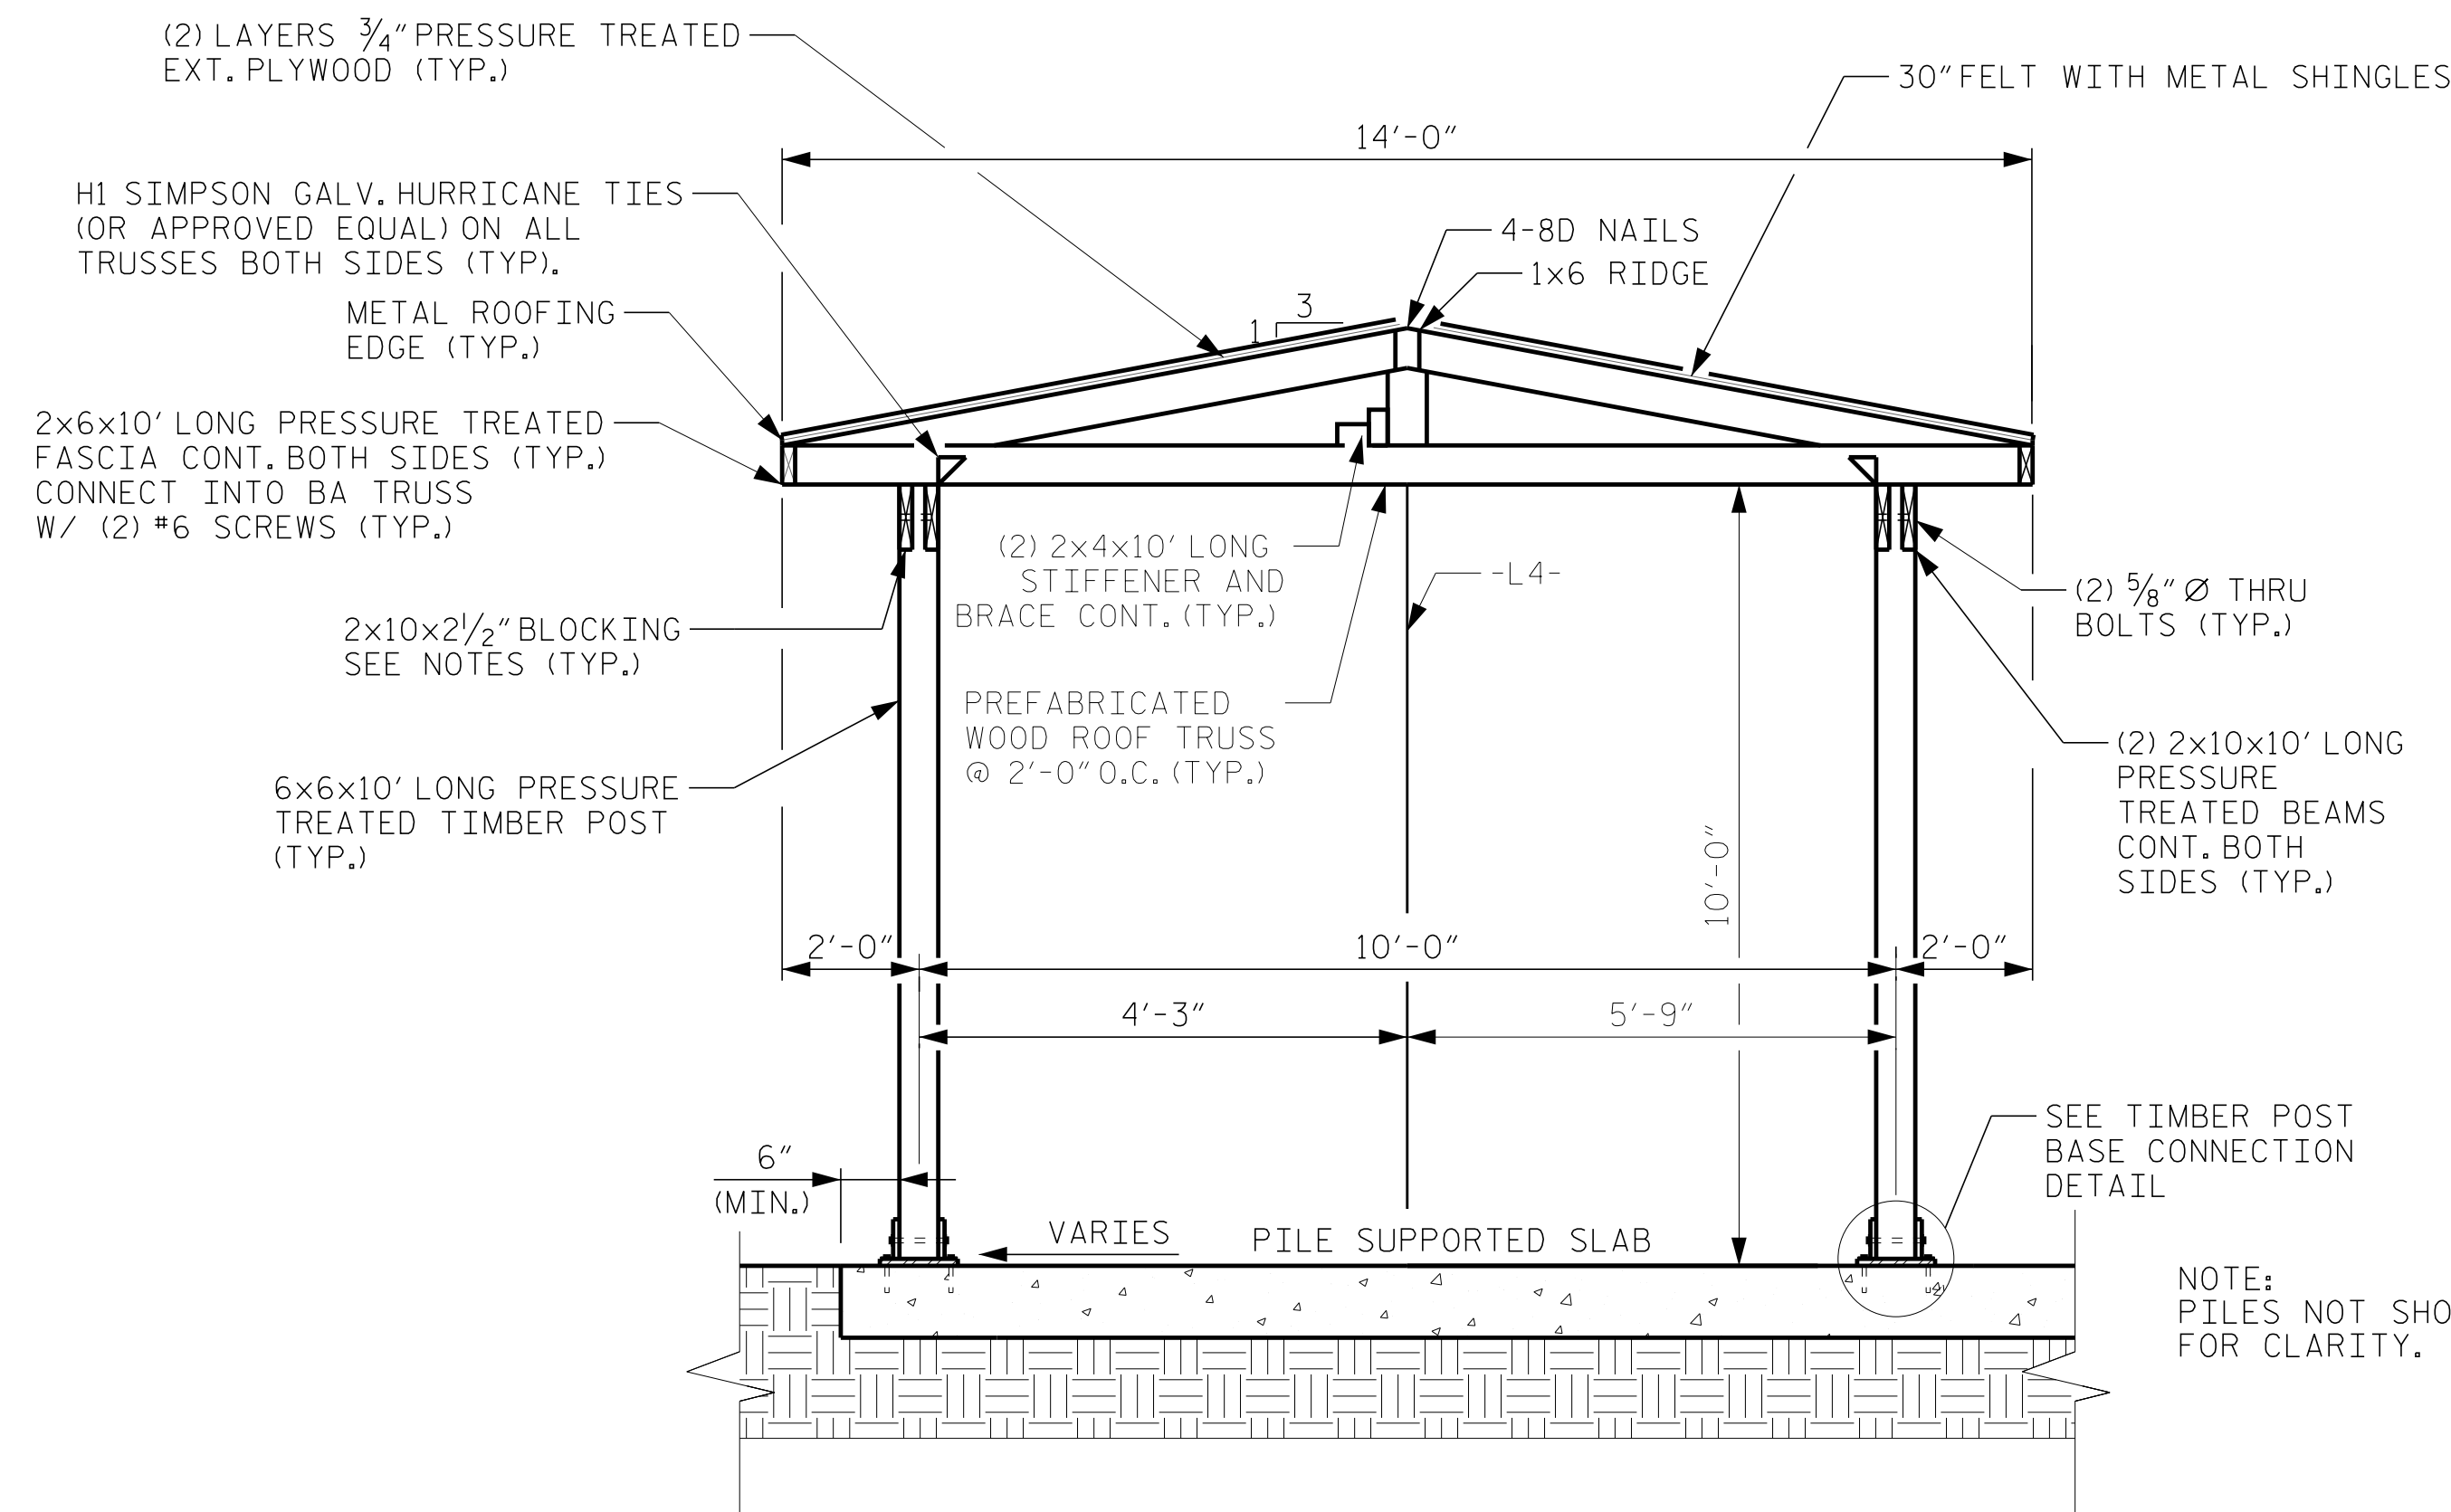 (2) LAYERS 3/4" PRESSURE TREATED
EXT. PLYWOOD (TYP.)
30" FELT WITH METAL SHINGLES
14'-0"
H1 SIMPSON GALV. HURRICANE TIES
(OR APPROVED EQUAL) ON ALL
TRUSSES BOTH SIDES (TYP).
4-8D NAILS
1x6 RIDGE
METAL ROOFING
EDGE (TYP.)
3
1
2x6x10' LONG PRESSURE TREATED
FASCIA CONT. BOTH SIDES (TYP.)
CONNECT INTO BA TRUSS
W/ (2) #6 SCREWS (TYP.)
(2) 2x4x10' LONG
STIFFENER AND
BRACE CONT. (TYP.)
-L4-
(2) 5/8" Ø THRU
BOLTS (TYP.)
2x10x2 1/2" BLOCKING
SEE NOTES (TYP.)
PREFABRICATED
WOOD ROOF TRUSS
@ 2'-0" O.C. (TYP.)
(2) 2x10x10' LONG
PRESSURE
TREATED BEAMS
CONT. BOTH
SIDES (TYP.)
6x6x10' LONG PRESSURE
TREATED TIMBER POST
(TYP.)
10'-0"
2'-0"
10'-0"
2'-0"
4'-3"
5'-9"
SEE TIMBER POST
BASE CONNECTION
DETAIL
6"
(MIN.)
VARIES
PILE SUPPORTED SLAB
NOTE:
PILES NOT SHO
FOR CLARITY.